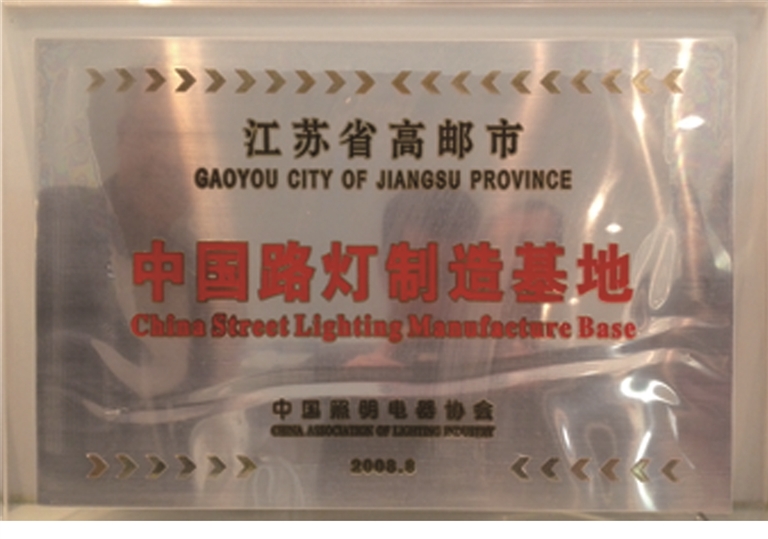 江苏省高邮市
GAOYOU CITY OF JIANGSU PROVINCE
中国路灯制造基地
China Street Lighting Manufacture Base
中国照明电器协会
CHINA ASSOCIATION OF LIGHTING INDUSTRY
2008.8